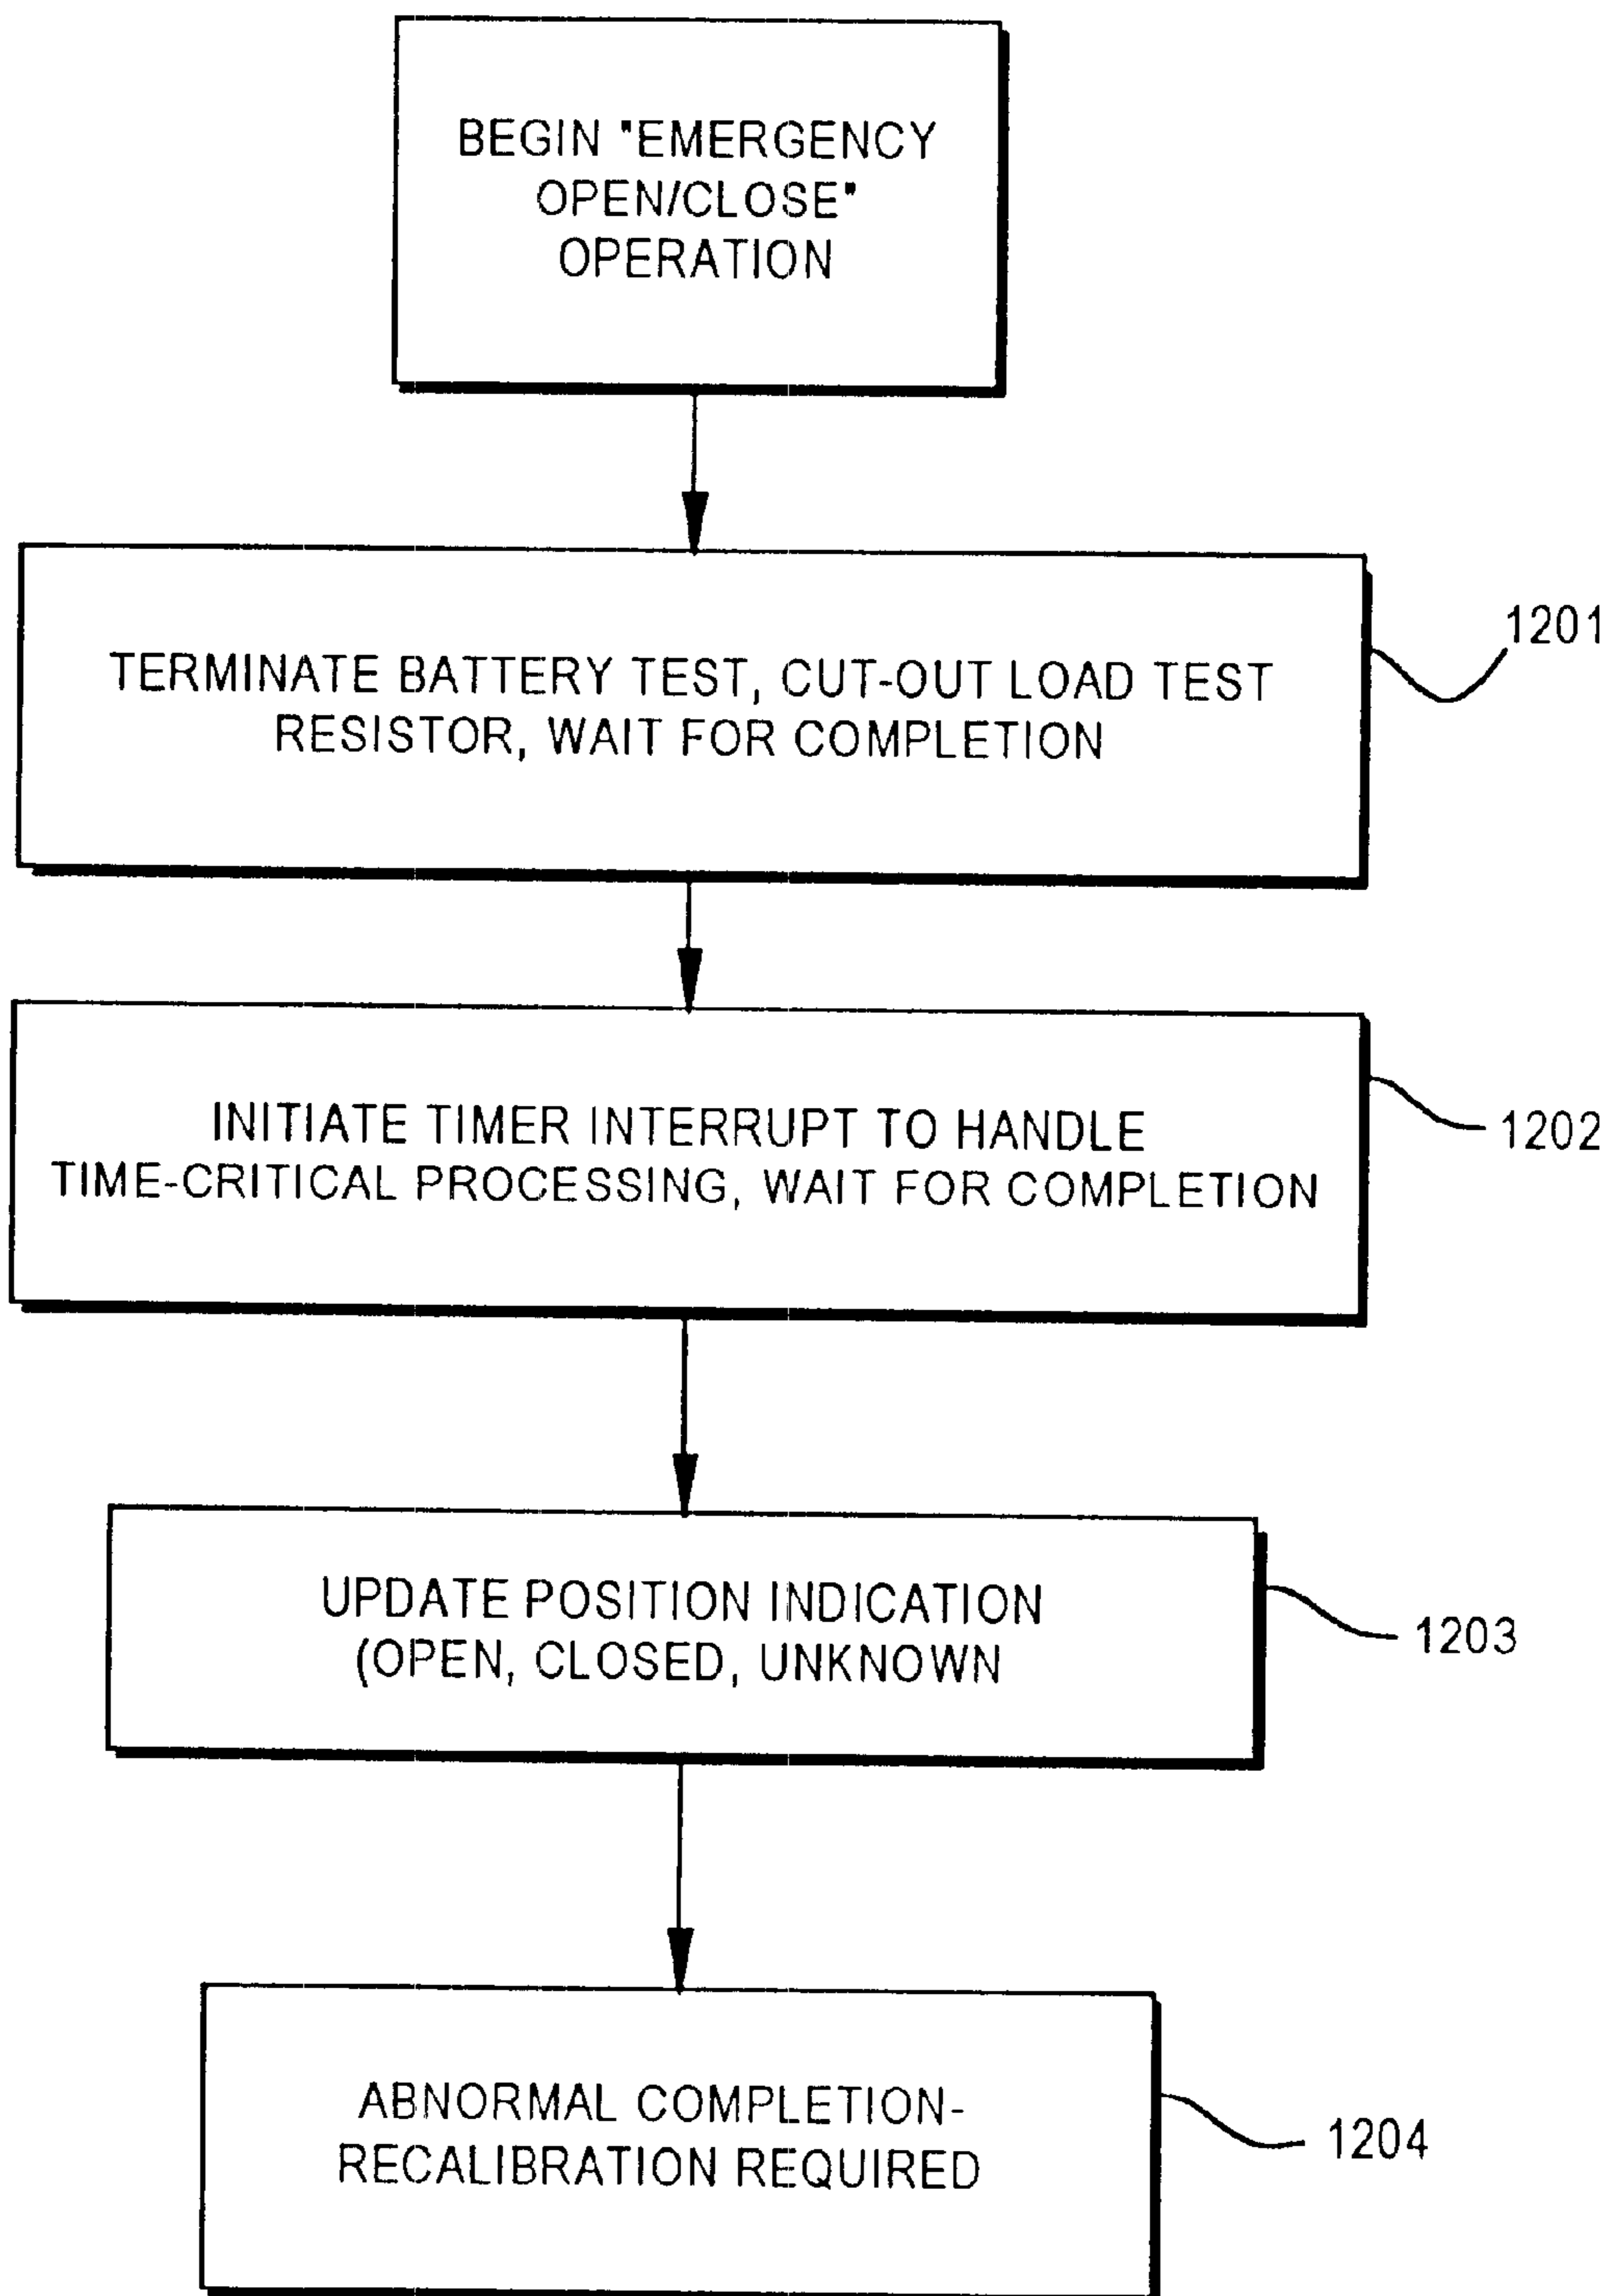 BEGIN "EMERGENCY
OPEN/CLOSE"
OPERATION
TERMINATE BATTERY TEST, CUT-OUT LOAD TEST
RESISTOR, WAIT FOR COMPLETION
1201
INITIATE TIMER INTERRUPT TO HANDLE
TIME-CRITICAL PROCESSING, WAIT FOR COMPLETION
1202
UPDATE POSITION INDICATION
(OPEN, CLOSED, UNKNOWN
1203
ABNORMAL COMPLETION-
RECALIBRATION REQUIRED
1204